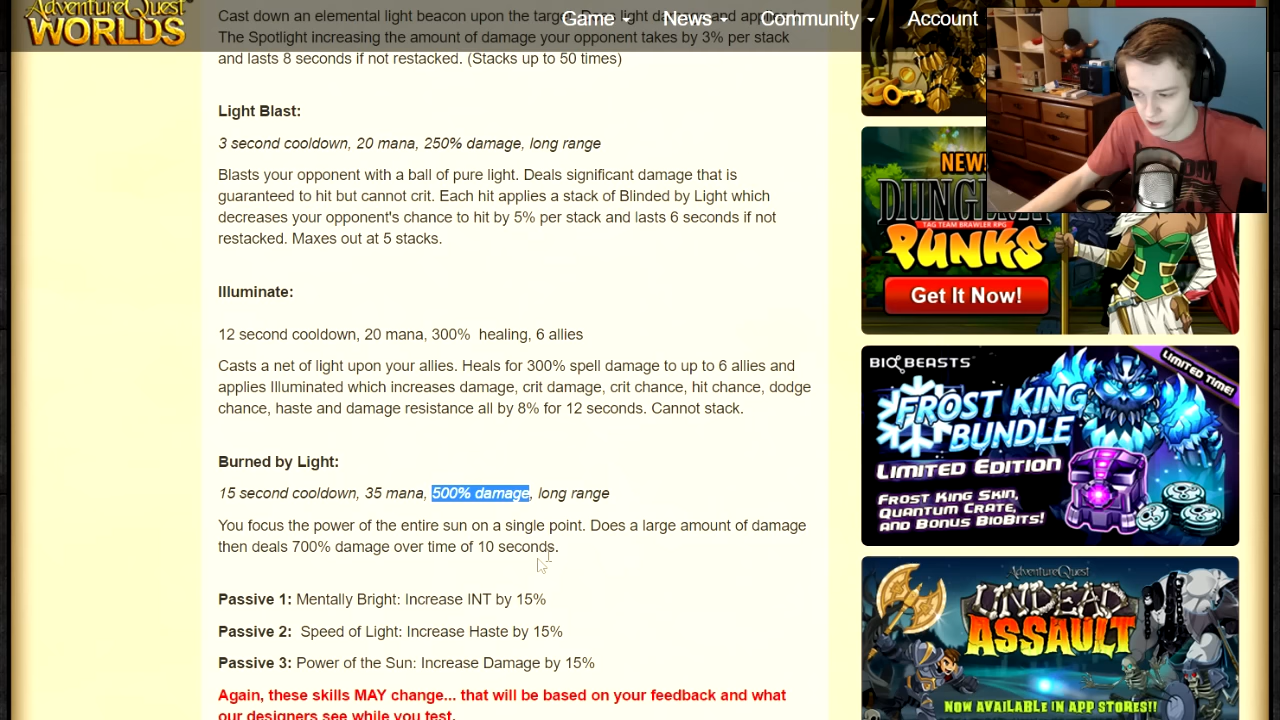 AdventureQuest
WORLDS
Game
News
Community
Account
Cast down an elemental light beacon upon the target.
The Spotlight increasing the amount of damage your opponent takes by 3% per stack
and lasts 8 seconds if not restacked. (Stacks up to 50 times)
Light Blast:
3 second cooldown, 20 mana, 250% damage, long range
Blasts your opponent with a ball of pure light. Deals significant damage that is
guaranteed to hit but cannot crit. Each hit applies a stack of Blinded by Light which
decreases your opponent's chance to hit by 5% per stack and lasts 6 seconds if not
restacked. Maxes out at 5 stacks.
Illuminate:
12 second cooldown, 20 mana, 300%  healing, 6 allies
Casts a net of light upon your allies. Heals for 300% spell damage to up to 6 allies and
applies Illuminated which increases damage, crit damage, crit chance, hit chance, dodge
chance, haste and damage resistance all by 8% for 12 seconds. Cannot stack.
Burned by Light:
15 second cooldown, 35 mana, 500% damage, long range
You focus the power of the entire sun on a single point. Does a large amount of damage
then deals 700% damage over time of 10 seconds.
Passive 1: Mentally Bright: Increase INT by 15%
Passive 2:  Speed of Light: Increase Haste by 15%
Passive 3: Power of the Sun: Increase Damage by 15%
Again, these skills MAY change... that will be based on your feedback and what
our designers see while you test.
NEW!
TAG TEAM BRAWLER RPG
PUNKS
Get It Now!
BIOBEASTS
LIMITED TIME!
FROST KING
BUNDLE
LIMITED EDITION
FROST KING SKIN,
QUANTUM CRATE,
AND BONUS BIOBITS!
AdventureQuest
UNDEAD
ASSAULT
NOW AVAILABLE IN APP STORES!!